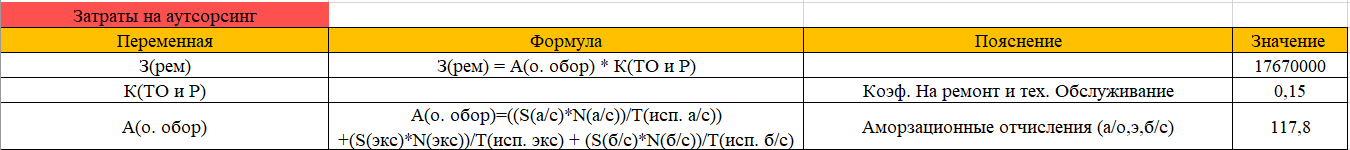 Затраты на аутсорсинг
Переменная Формула Пояснение Значение
З(рем) З(рем) = А(о. обор) * К(ТО и Р) 17670000
К(ТО и Р) Коэф. На ремонт и тех. Обслуживание 0,15
А(о. обор) А(о. обор)=((S(а/с)*N(а/с))/Т(исп. а/с)) +(S(экс)*N(экс))/Т(исп. экс) + (S(б/с)*N(б/с))/Т(исп. б/с) Аморзационные отчисления (а/о,э,б/с) 117,8